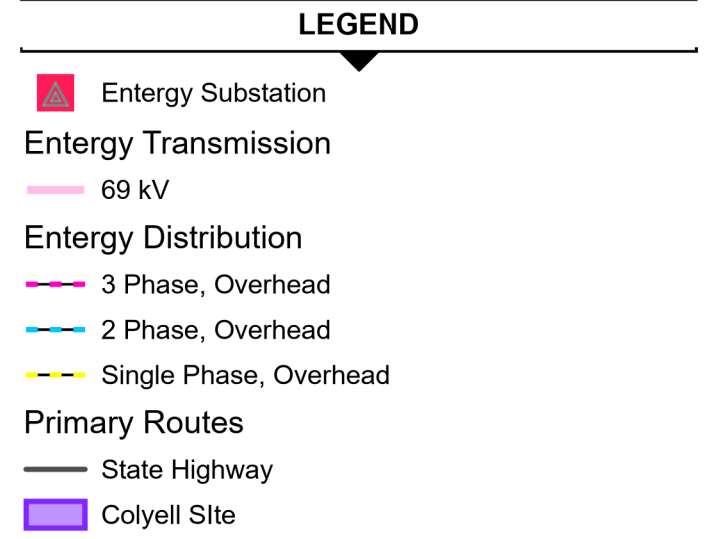 LEGEND
Entergy Substation
Entergy Transmission
69 kV
Entergy Distribution
3 Phase, Overhead
2 Phase, Overhead
Single Phase, Overhead
Primary Routes
State Highway
Colyell SIte